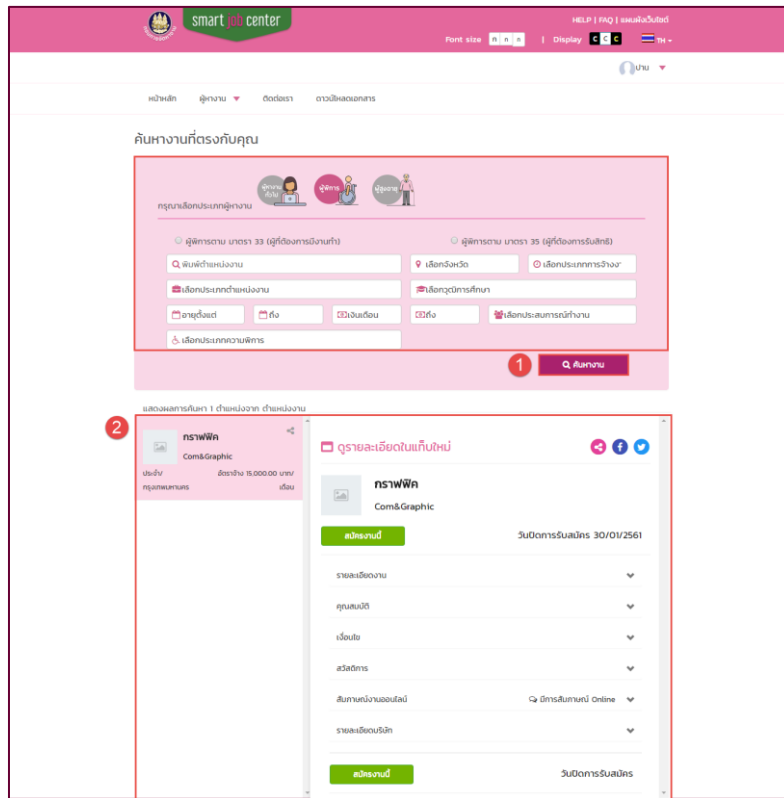 smart job center
HELP | FAQ | แผนผังเว็บไซต์
Font size ก ก ก | Display C C C TH
ปาน
หน้าหลัก ผู้หางาน ติดต่อเรา ดาวน์โหลดเอกสาร
ค้นหางานที่ตรงกับคุณ
กรุณาเลือกประเภทผู้หางาน ผู้หางานทั่วไป ผู้พิการ ผู้สูงอายุ
ผู้พิการตาม มาตรา 33 (ผู้ที่ต้องการมีงานทำ) ผู้พิการตาม มาตรา 35 (ผู้ที่ต้องการรับสิทธิ)
พิมพ์ตำแหน่งงาน เลือกจังหวัด เลือกประเภทการจ้างง
เลือกประเภทตำแหน่งงาน เลือกวุฒิการศึกษา
อายุตั้งแต่ ถึง เงินเดือน ถึง เลือกประสบการณ์ทำงาน
เลือกประเภทความพิการ
1 ค้นหางาน
แสดงผลการค้นหา 1 ตำแหน่งจาก ตำแหน่งงาน
2
กราฟฟิค
Com&Graphic
ประจำ/ อัตราจ้าง 15,000.00 บาท/
กรุงเทพมหานคร เดือน
ดูรายละเอียดในแท็บใหม่
กราฟฟิค
Com&Graphic
สมัครงานนี้ วันปิดการรับสมัคร 30/01/2561
รายละเอียดงาน
คุณสมบัติ
เงื่อนไข
สวัสดิการ
สัมภาษณ์งานออนไลน์ มีการสัมภาษณ์ Online
รายละเอียดบริษัท
สมัครงานนี้ วันปิดการรับสมัคร